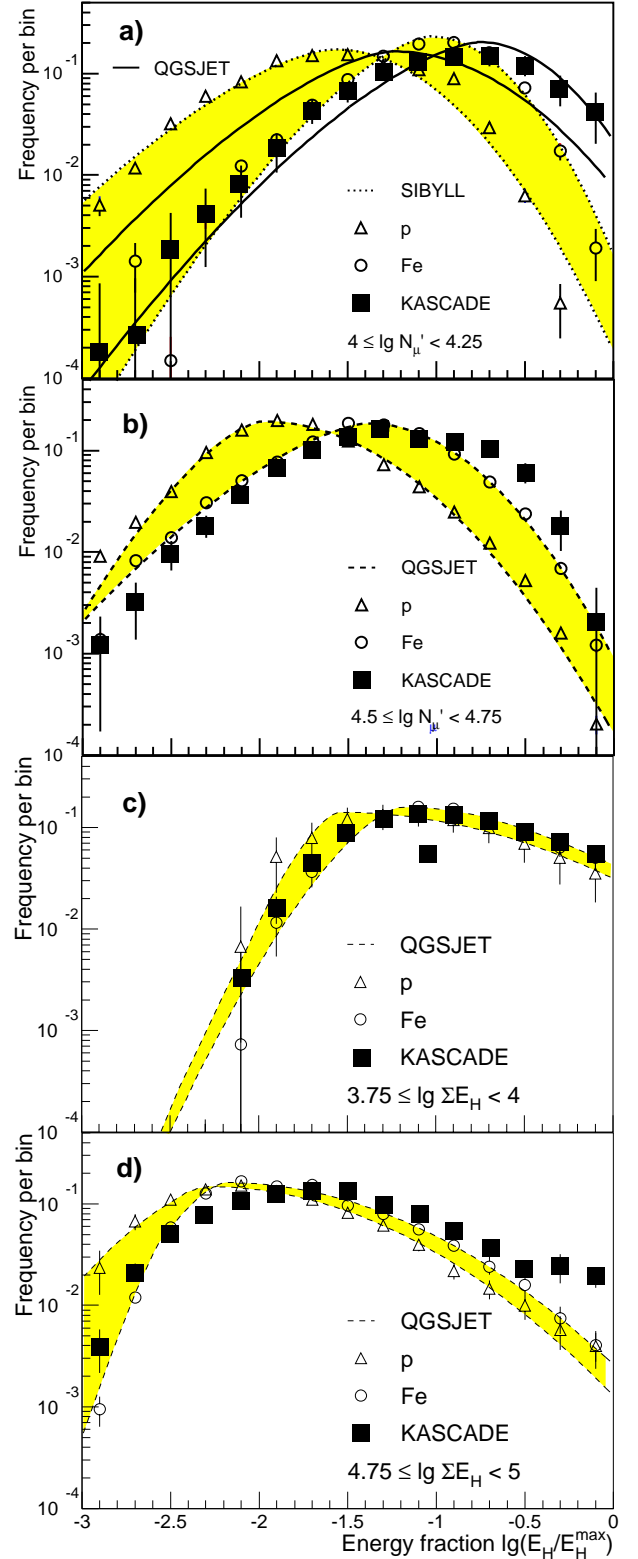 a)
Frequency per bin
10 -1
10 -2
10 -3
10 -4
QGSJET
SIBYLL
p
Fe
KASCADE
4 ≤ lg Nμ' < 4.25
b)
Frequency per bin
10 -1
10 -2
10 -3
10 -4
QGSJET
p
Fe
KASCADE
4.5 ≤ lg Nμ' < 4.75
c)
Frequency per bin
10 -1
10 -2
10 -3
10 -4
QGSJET
p
Fe
KASCADE
3.75 ≤ lg ΣE_H < 4
d)
Frequency per bin
1
10 -1
10 -2
10 -3
10 -4
QGSJET
p
Fe
KASCADE
4.75 ≤ lg ΣE_H < 5
-3 -2.5 -2 -1.5 -1 -0.5 0
Energy fraction lg(E_H/E_H^max)